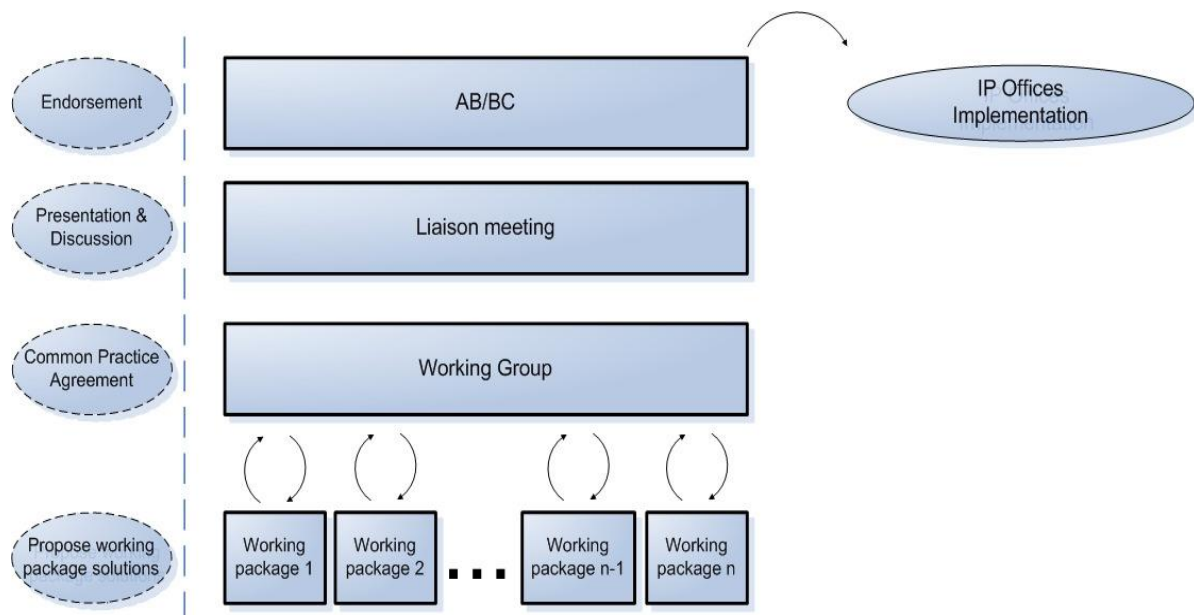 Endorsement
AB/BC
IP Offices
Implementation
Presentation &
Discussion
Liaison meeting
Common Practice
Agreement
Working Group
Propose working
package solutions
Working
package 1
Working
package 2
...
Working
package n-1
Working
package n